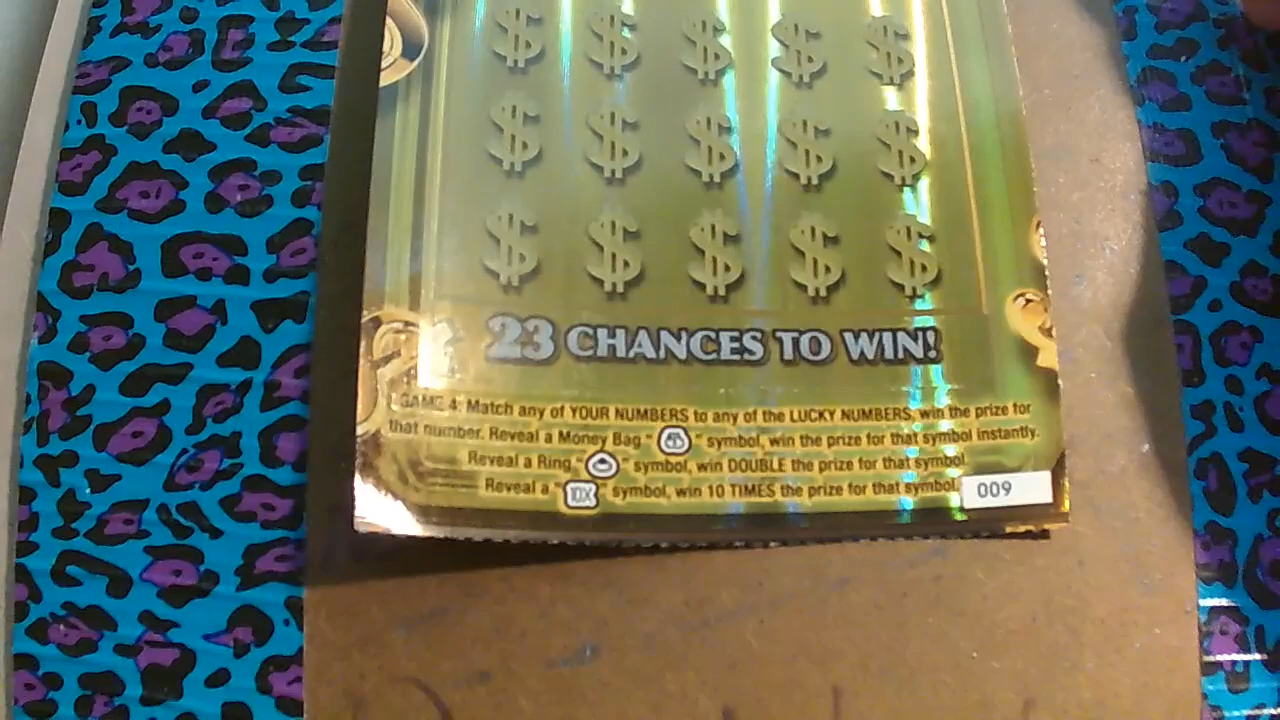 23 CHANCES TO WIN!
GAME 4: Match any of YOUR NUMBERS to any of the LUCKY NUMBERS, win the prize for
that number. Reveal a Money Bag " " symbol, win the prize for that symbol instantly.
Reveal a Ring " " symbol, win DOUBLE the prize for that symbol.
Reveal a "10X" symbol, win 10 TIMES the prize for that symbol.
009